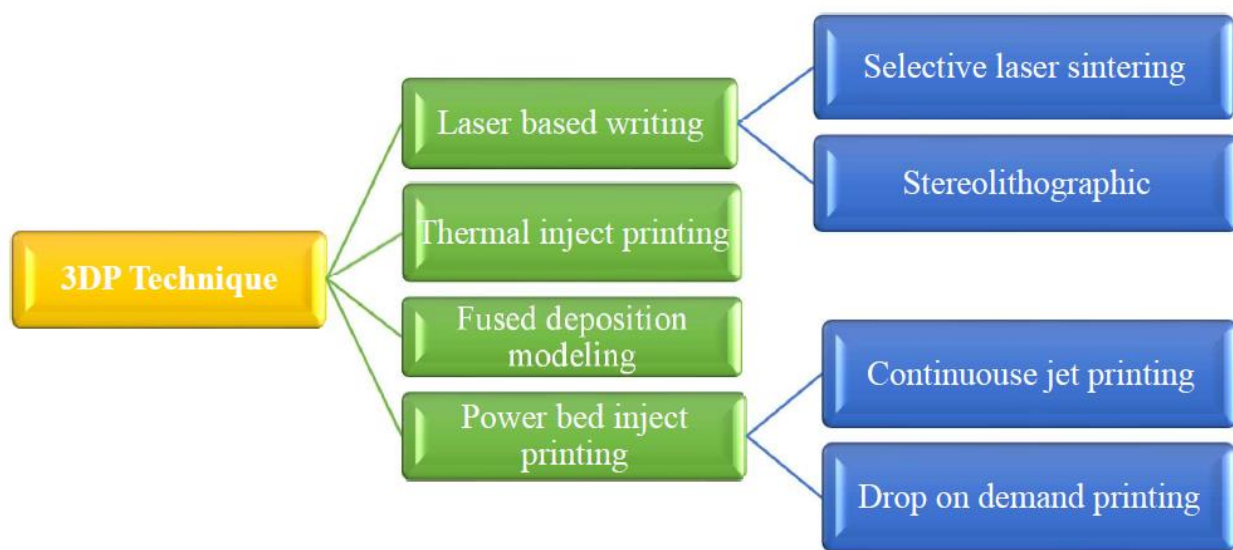 3DP Technique
Laser based writing
Selective laser sintering
Stereolithographic
Thermal inject printing
Fused deposition
modeling
Power bed inject
printing
Continuouse jet printing
Drop on demand printing